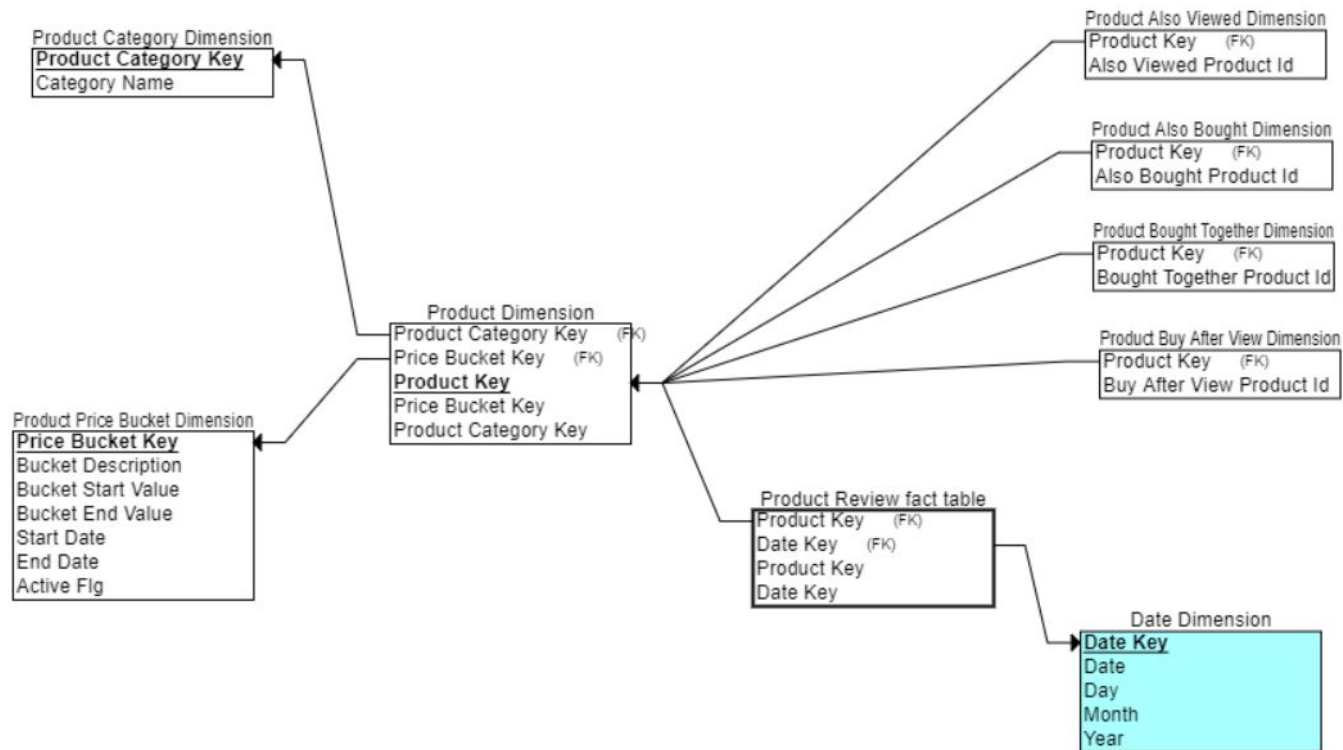 Product Category Dimension
Product Category Key
Category Name
Product Also Viewed Dimension
Product Key (FK)
Also Viewed Product Id
Product Also Bought Dimension
Product Key (FK)
Also Bought Product Id
Product Bought Together Dimension
Product Key (FK)
Bought Together Product Id
Product Buy After View Dimension
Product Key (FK)
Buy After View Product Id
Product Dimension
Product Category Key (FK)
Price Bucket Key (FK)
Product Key
Price Bucket Key
Product Category Key
Product Price Bucket Dimension
Price Bucket Key
Bucket Description
Bucket Start Value
Bucket End Value
Start Date
End Date
Active Flg
Product Review fact table
Product Key (FK)
Date Key (FK)
Product Key
Date Key
Date Dimension
Date Key
Date
Day
Month
Year